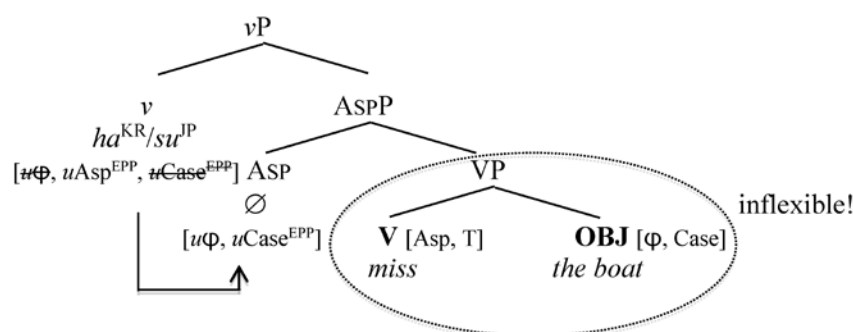 vP
v AspP
ha^KR/su^JP
[uφ, uAsp^EPP, uCase^EPP] Asp VP
∅ inflexible!
[uφ, uCase^EPP] V [Asp, T] OBJ [φ, Case]
miss the boat